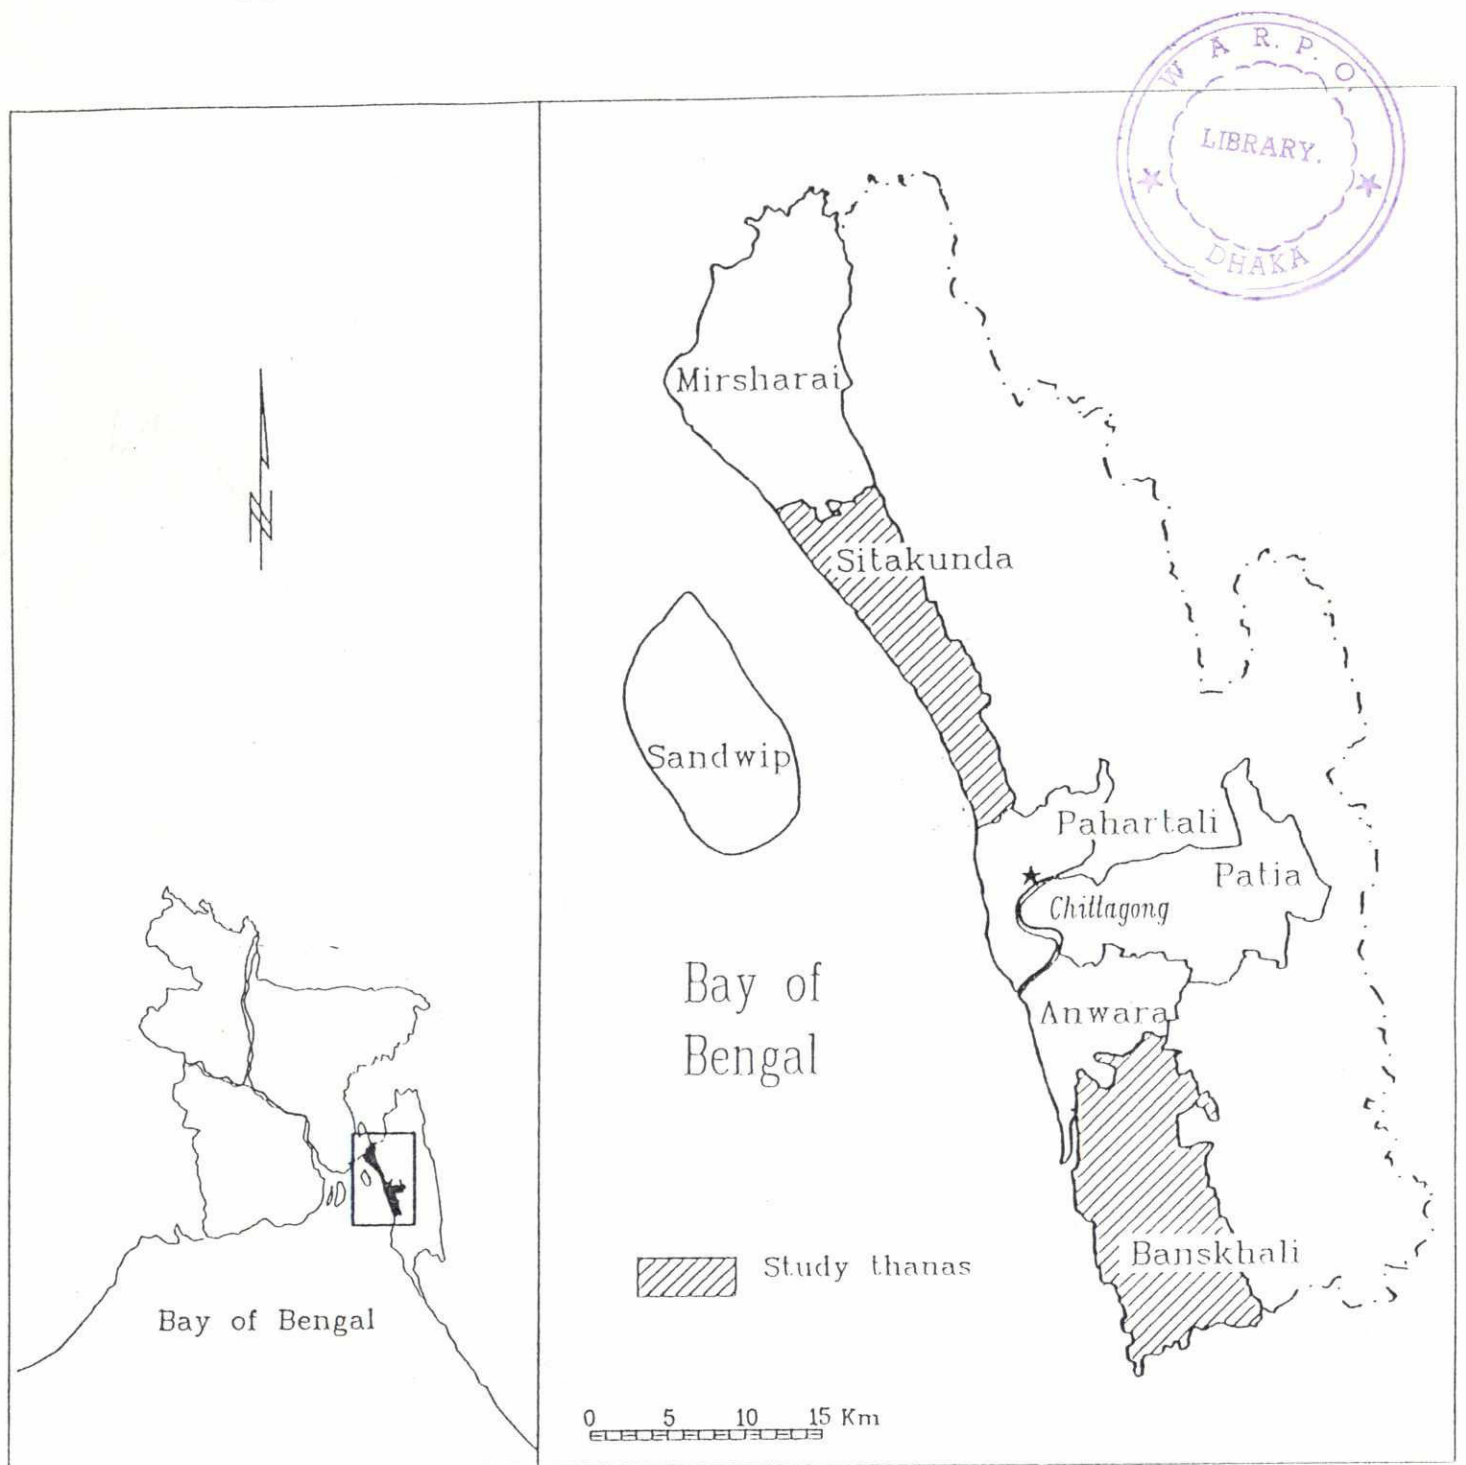 W A R. P. O.
LIBRARY.
DHAKA
N
Mirsharai
Sitakunda
Sandwip
Pahartali
Patia
Chittagong
Bay of
Bengal
Anwara
Banskhali
Study thanas
Bay of Bengal
0 5 10 15 Km